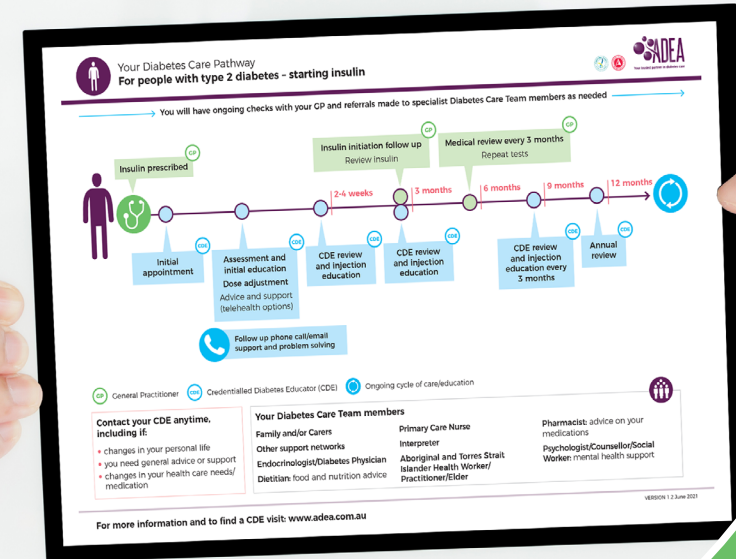 Your Diabetes Care Pathway
For people with type 2 diabetes – starting insulin
ADEA
You will have ongoing checks with your GP and referrals made to specialist Diabetes Care Team members as needed
GP
Insulin prescribed
GP
Insulin initiation follow up
Review insulin
GP
Medical review every 3 months
Repeat tests
2-4 weeks
3 months
6 months
9 months
12 months
CDE
Initial
appointment
CDE
Assessment and
initial education
Dose adjustment
Advice and support
(telehealth options)
CDE
CDE review
and injection
education
CDE
CDE review
and injection
education
CDE
CDE review
and injection
education every
3 months
CDE
Annual
review
Follow up phone call/email
support and problem solving
GP General Practitioner
CDE Credentialled Diabetes Educator (CDE)
Ongoing cycle of care/education
Contact your CDE anytime,
including if:
• changes in your personal life
• you need general advice or support
• changes in your health care needs/
medication
Your Diabetes Care Team members
Family and/or Carers
Other support networks
Endocrinologist/Diabetes Physician
Dietitian: food and nutrition advice
Primary Care Nurse
Interpreter
Aboriginal and Torres Strait
Islander Health Worker/
Practitioner/Elder
Pharmacist: advice on your
medications
Psychologist/Counsellor/Social
Worker: mental health support
VERSION 1 2 June 2021
For more information and to find a CDE visit: www.adea.com.au